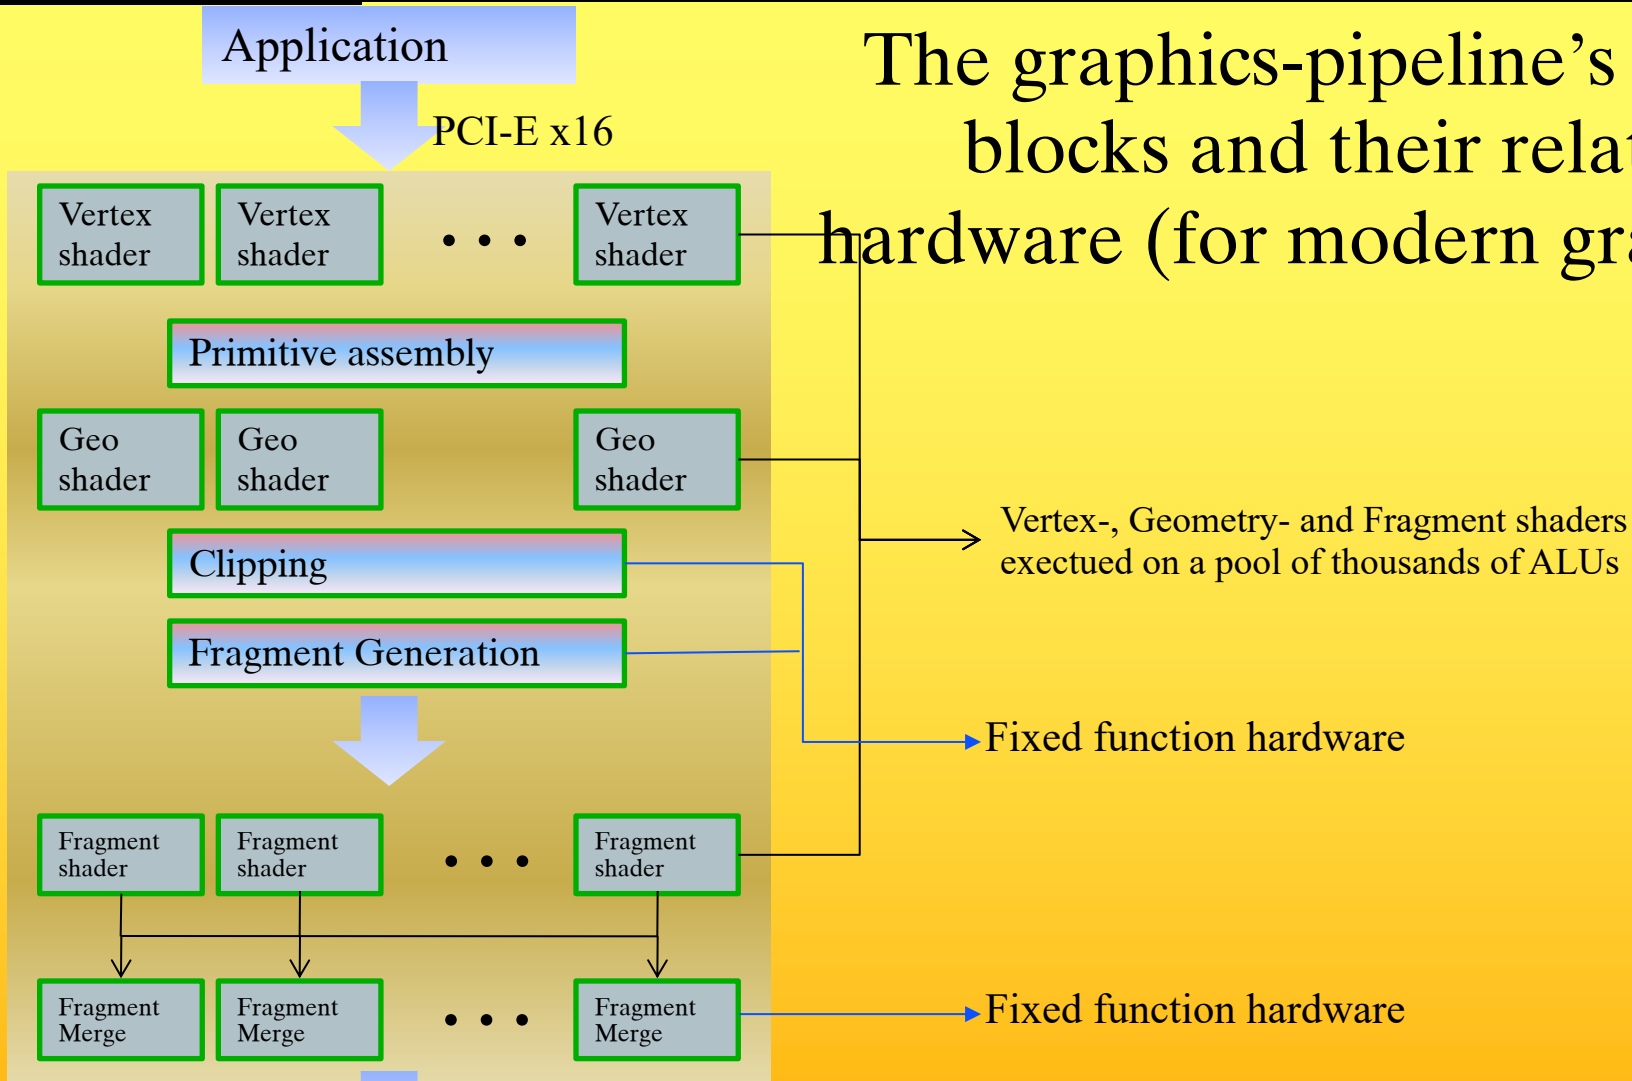 Application
The graphics-pipeline’s
blocks and their
hardware (for modern
PCI-E x16
Vertex
shader
Vertex
shader
Vertex
shader
Primitive assembly
Geo
shader
Geo
shader
Geo
shader
Clipping
Fragment Generation
Vertex-, Geometry- and Fragment shaders
exectued on a pool of thousands of ALUs
Fixed function hardware
Fragment
shader
Fragment
shader
Fragment
shader
Fragment
Merge
Fragment
Merge
Fragment
Merge
Fixed function hardware